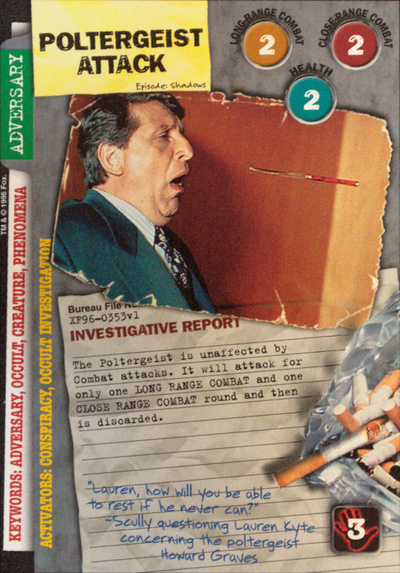 POLTERGEIST
ATTACK
Episode: Shadows
LONG-RANGE COMBAT
2
CLOSE-RANGE COMBAT
2
HEALTH
2
ADVERSARY
TM & © 1996 Fox.
KEYWORDS: ADVERSARY, OCCULT, CREATURE, PHENOMENA
ACTIVATORS: CONSPIRACY, OCCULT INVESTIGATION
Bureau File
XF96-0353v1
INVESTIGATIVE REPORT
The Poltergeist is unaffected by
Combat attacks. It will attack for
only one LONG RANGE COMBAT and one
CLOSE RANGE COMBAT round and then
is discarded.
"Lauren, how will you be able
to rest if he never can?"
-Scully questioning Lauren Kyte
concerning the poltergeist
Howard Graves
3